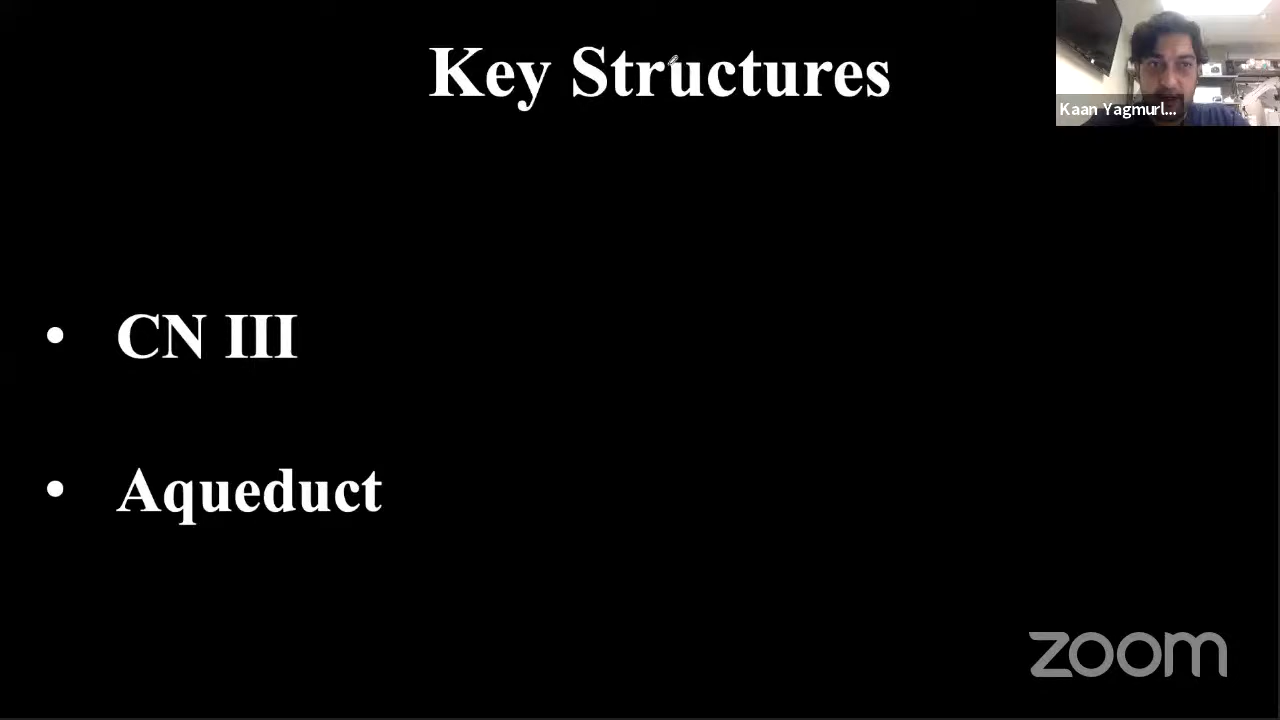 Key Structures
Kaan Yagmurl...
• CN III
• Aqueduct
zoom